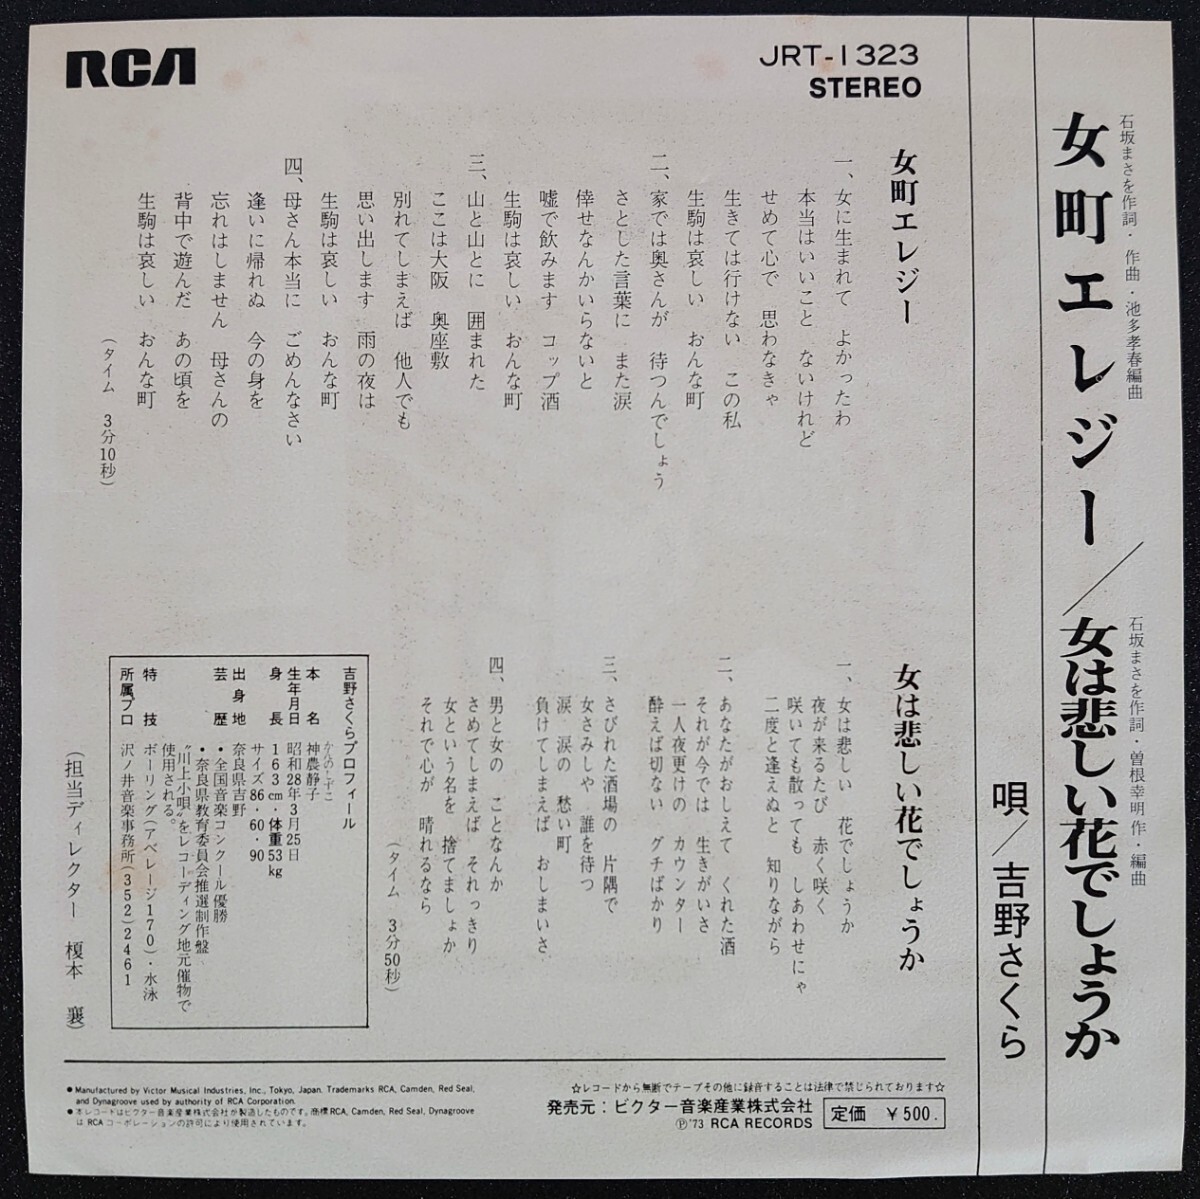 RCA
JRT-1323
STEREO
石坂まさを作詞・作曲・池多孝春編曲
女町エレジー／女は悲しい花でしょうか
石坂まさを作詞・曽根幸明 作・編曲
唄／吉野さくら
女町エレジー
一、女に生まれて よかったわ
本当はいいこと ないけれど
せめて心で 思わなきゃ
生きては行けない この私
生駒は哀しい おんな町
二、家では奥さんが 待つんでしょう
さとした言葉に また涙
倖せなんかいらないと
嘘で飲みます コップ酒
生駒は哀しい おんな町
三、山と山とに 囲まれた
ここは大阪 奥座敷
別れてしまえば 他人でも
思い出します 雨の夜は
生駒は哀しい おんな町
四、母さん本当に ごめんなさい
逢いに帰れぬ 今の身を
忘れはしません 母さんの
背中で遊んだ あの頃を
生駒は哀しい おんな町
(タイム 3分10秒)
女は悲しい花でしょうか
一、女は悲しい 花でしょうか
夜が来るたび 赤く咲く
咲いても散っても しあわせにゃ
二度と逢えぬと 知りながら
二、あなたがおしえて くれた酒
それが今では 生きがいさ
一人夜更けの カウンター
酔えば切ない グチばかり
三、さびれた酒場の 片隅で
女さみしや 誰を待つ
涙 涙の 愁い町
負けてしまえば おしまいさ
四、男と女の ことなんか
さめてしまえば それっきり
女という名を 捨てましょか
それで心が 晴れるなら
(タイム 3分50秒)
吉野さくらプロフィール
本名 神農静子
かんのしずこ
生年月日 昭和28年3月25日
身長 163cm・体重53kg
サイズ86・60・90
出身地 奈良県吉野
芸歴 ・全国音楽コンクール優勝
・奈良県教育委員会推選制作盤
“川上小唄”をレコーディング地元催物で
使用される。
特技 ボーリング(アベレージ170)・水泳
所属プロ 沢ノ井音楽事務所(352)2461
(担当ディレクター 榎本 襄)
●Manufactured by Victor Musical Industries, Inc., Tokyo, Japan. Trademarks RCA, Camden, Red Seal,
and Dynagroove used by authority of RCA Corporation.
●本レコードはビクター音楽産業株式会社が製造したものです。商標RCA, Camden, Red Seal, Dynagroove
は RCAコーポレーションの許可により使用されています。
☆レコードから無断でテープその他に録音することは法律で禁じられております☆
発売元：ビクター音楽産業株式会社
Ⓟ'73 RCA RECORDS
定価 ￥500.